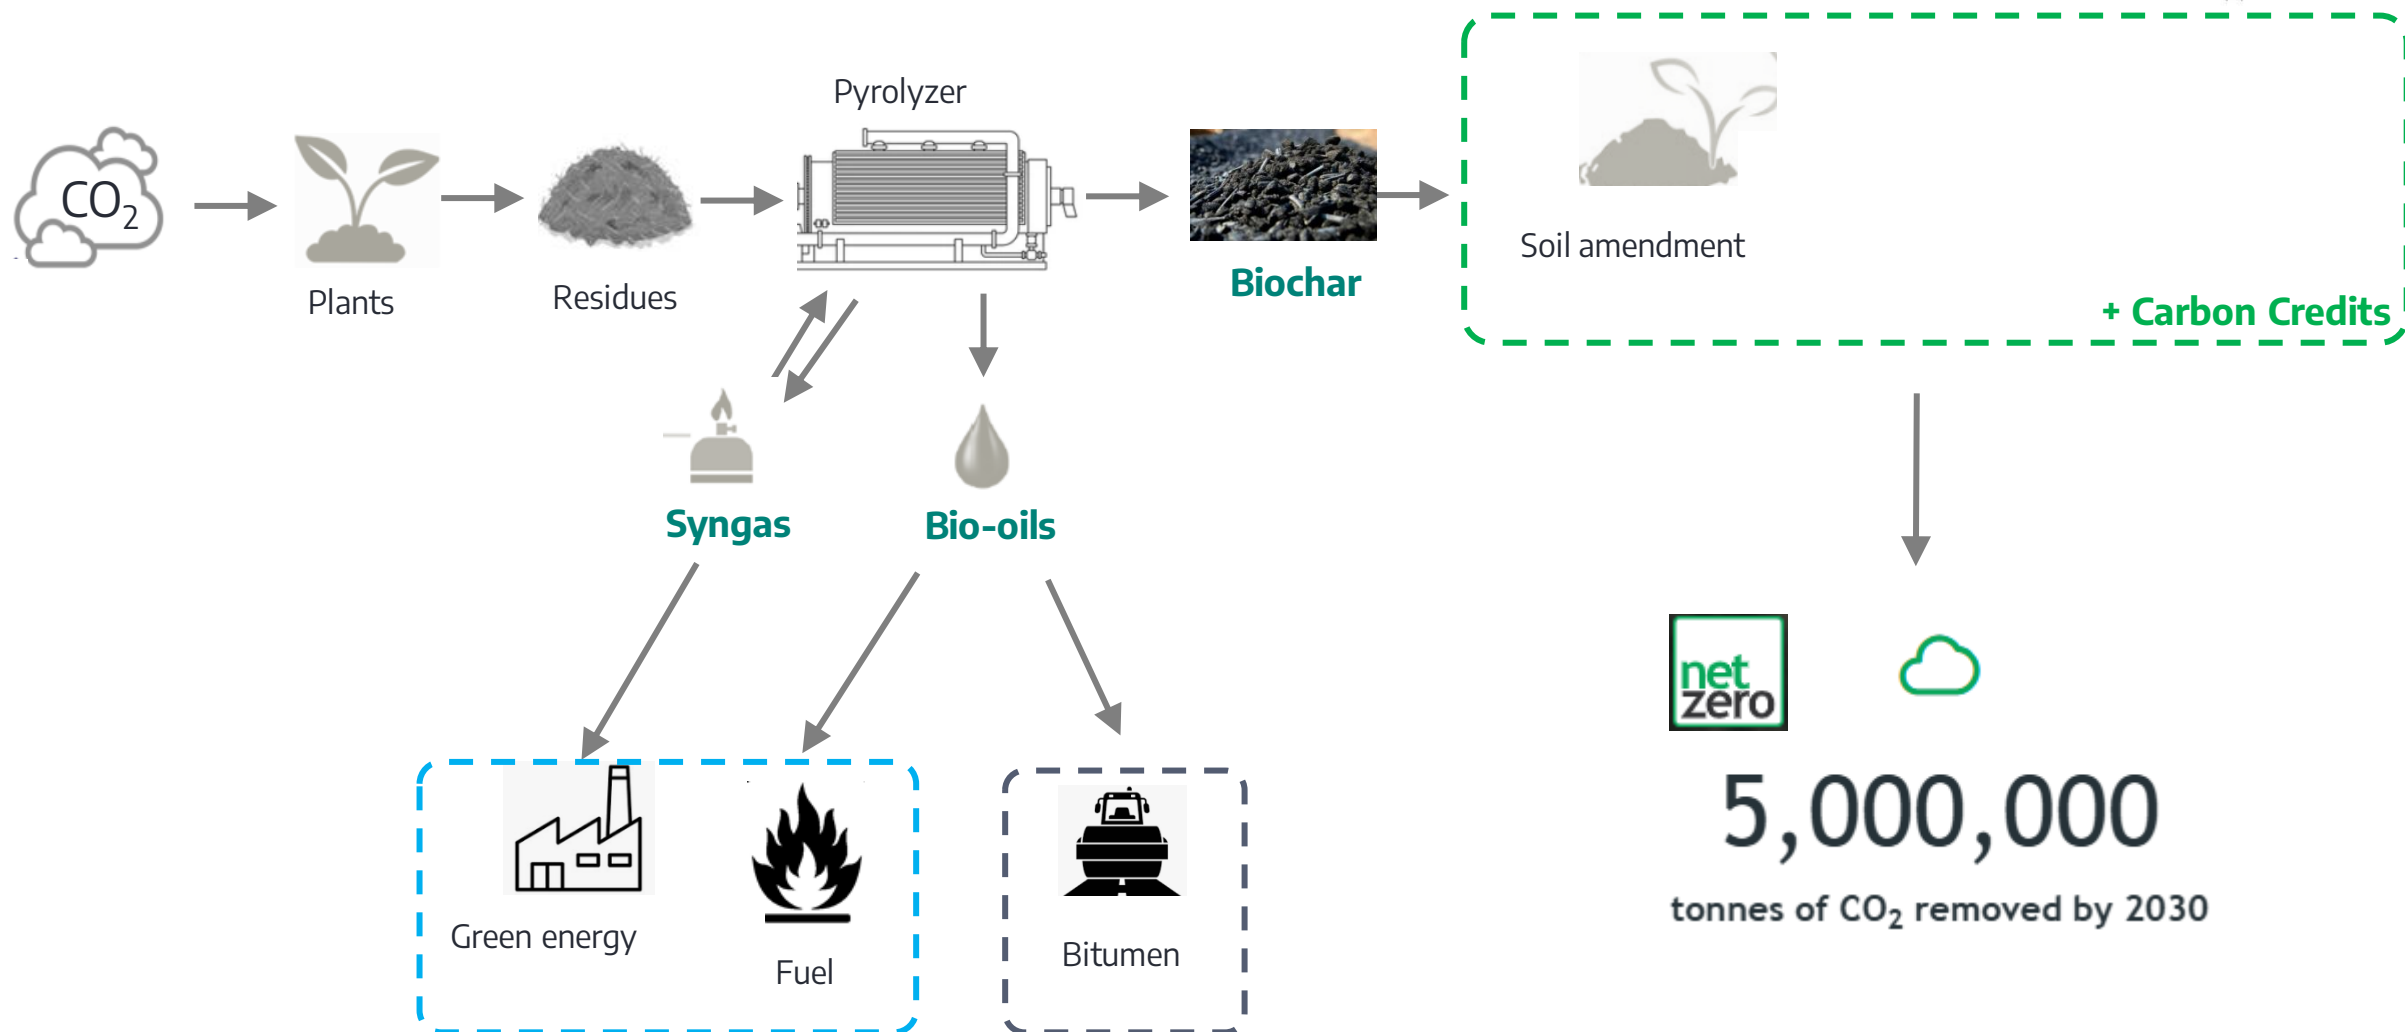 Pyrolyzer
CO₂
Plants
Residues
Biochar
Soil amendment
+ Carbon Credits
Syngas
Bio-oils
net
zero
5,000,000
tonnes of CO₂ removed by 2030
Green energy
Fuel
Bitumen